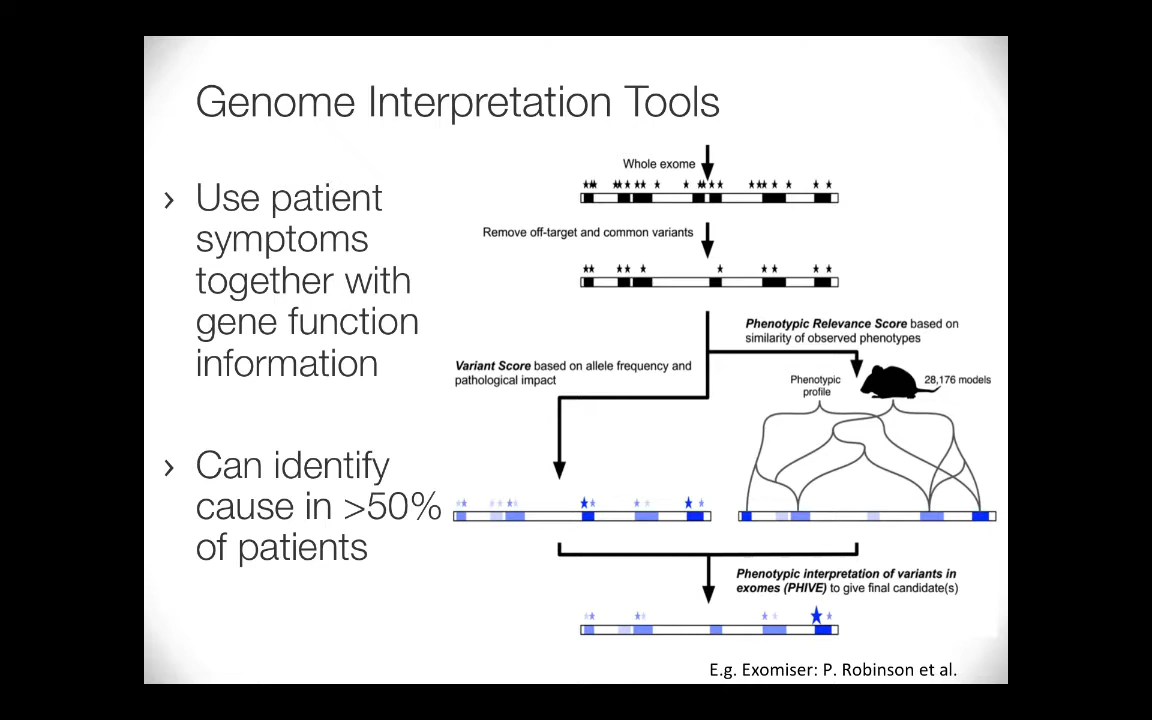 Genome Interpretation Tools
› Use patient
symptoms
together with
gene function
information
› Can identify
cause in >50%
of patients
Whole exome
Remove off-target and common variants
Phenotypic Relevance Score based on
similarity of observed phenotypes
Variant Score based on allele frequency and
pathological impact
Phenotypic
profile
28,176 models
Phenotypic interpretation of variants in
exomes (PHIVE) to give final candidate(s)
E.g. Exomiser: P. Robinson et al.